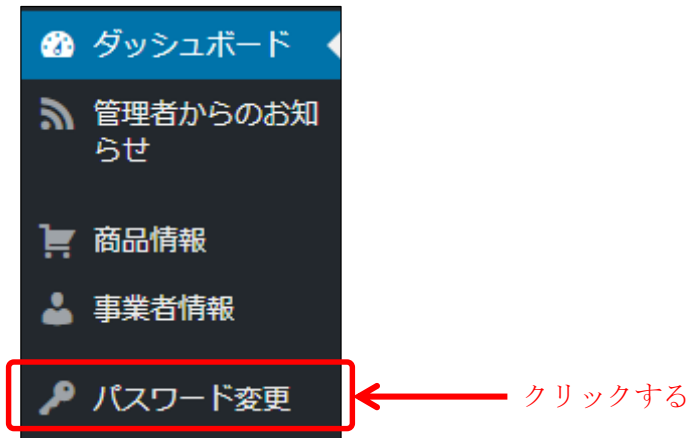 ダッシュボード
管理者からのお知
らせ
商品情報
事業者情報
パスワード変更
クリックする